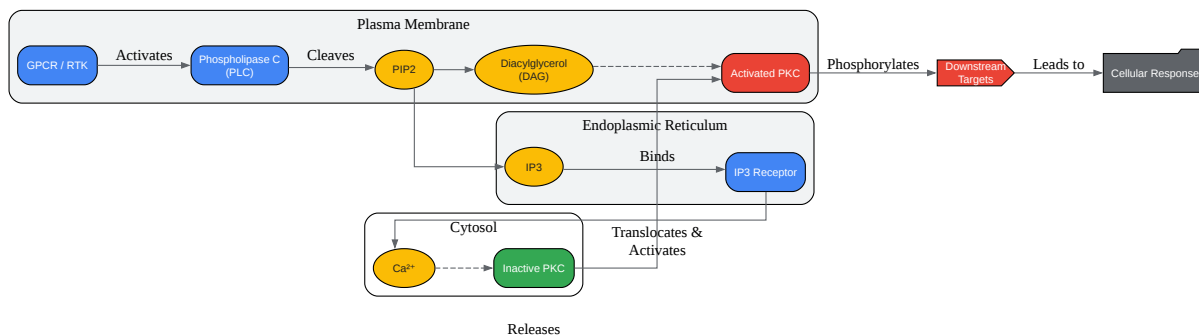 Plasma Membrane
GPCR / RTK
Activates
Phospholipase C
(PLC)
Cleaves
PIP2
Diacylglycerol
(DAG)
Activated PKC
Phosphorylates
Downstream
Targets
Leads to
Cellular Response
Endoplasmic Reticulum
IP3
Binds
IP3 Receptor
Cytosol
Translocates &
Activates
Ca²⁺
Inactive PKC
Releases